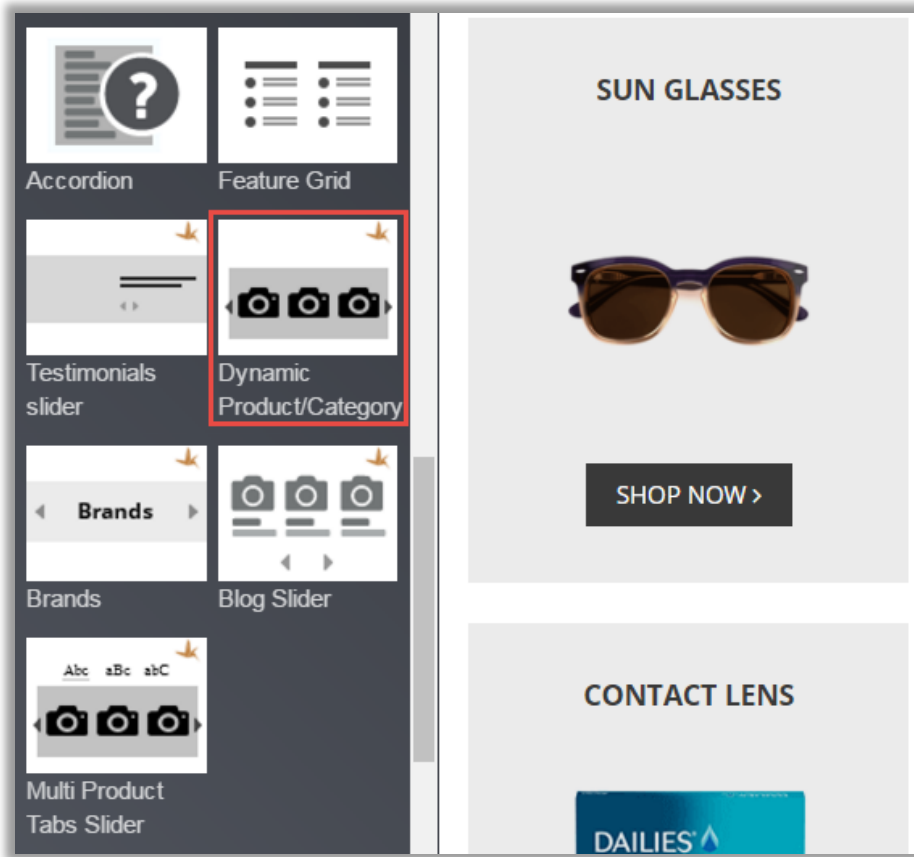 ?
Accordion
Feature Grid
Testimonials
slider
Dynamic
Product/Category
Brands
Brands
Blog Slider
Abc aBc abC
Multi Product
Tabs Slider
SUN GLASSES
SHOP NOW >
CONTACT LENS
DAILIES®